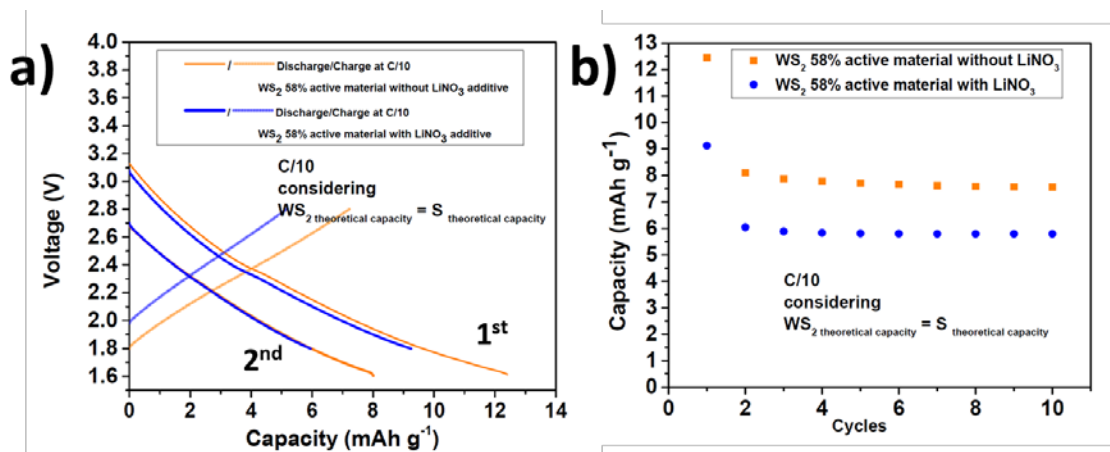 a)
4.0
3.8
3.6
3.4
3.2
3.0
2.8
2.6
2.4
2.2
2.0
1.8
1.6
Voltage (V)
/ Discharge/Charge at C/10
WS2 58% active material without LiNO3 additive
/ Discharge/Charge at C/10
WS2 58% active material with LiNO3 additive
C/10
considering
WS2 theoretical capacity = S theoretical capacity
1st
2nd
0 2 4 6 8 10 12 14
Capacity (mAh g-1)
b)
13
12
11
10
9
8
7
6
5
4
3
2
1
0
Capacity (mAh g-1)
WS2 58% active material without LiNO3
WS2 58% active material with LiNO3
C/10
considering
WS2 theoretical capacity = S theoretical capacity
0 2 4 6 8 10
Cycles